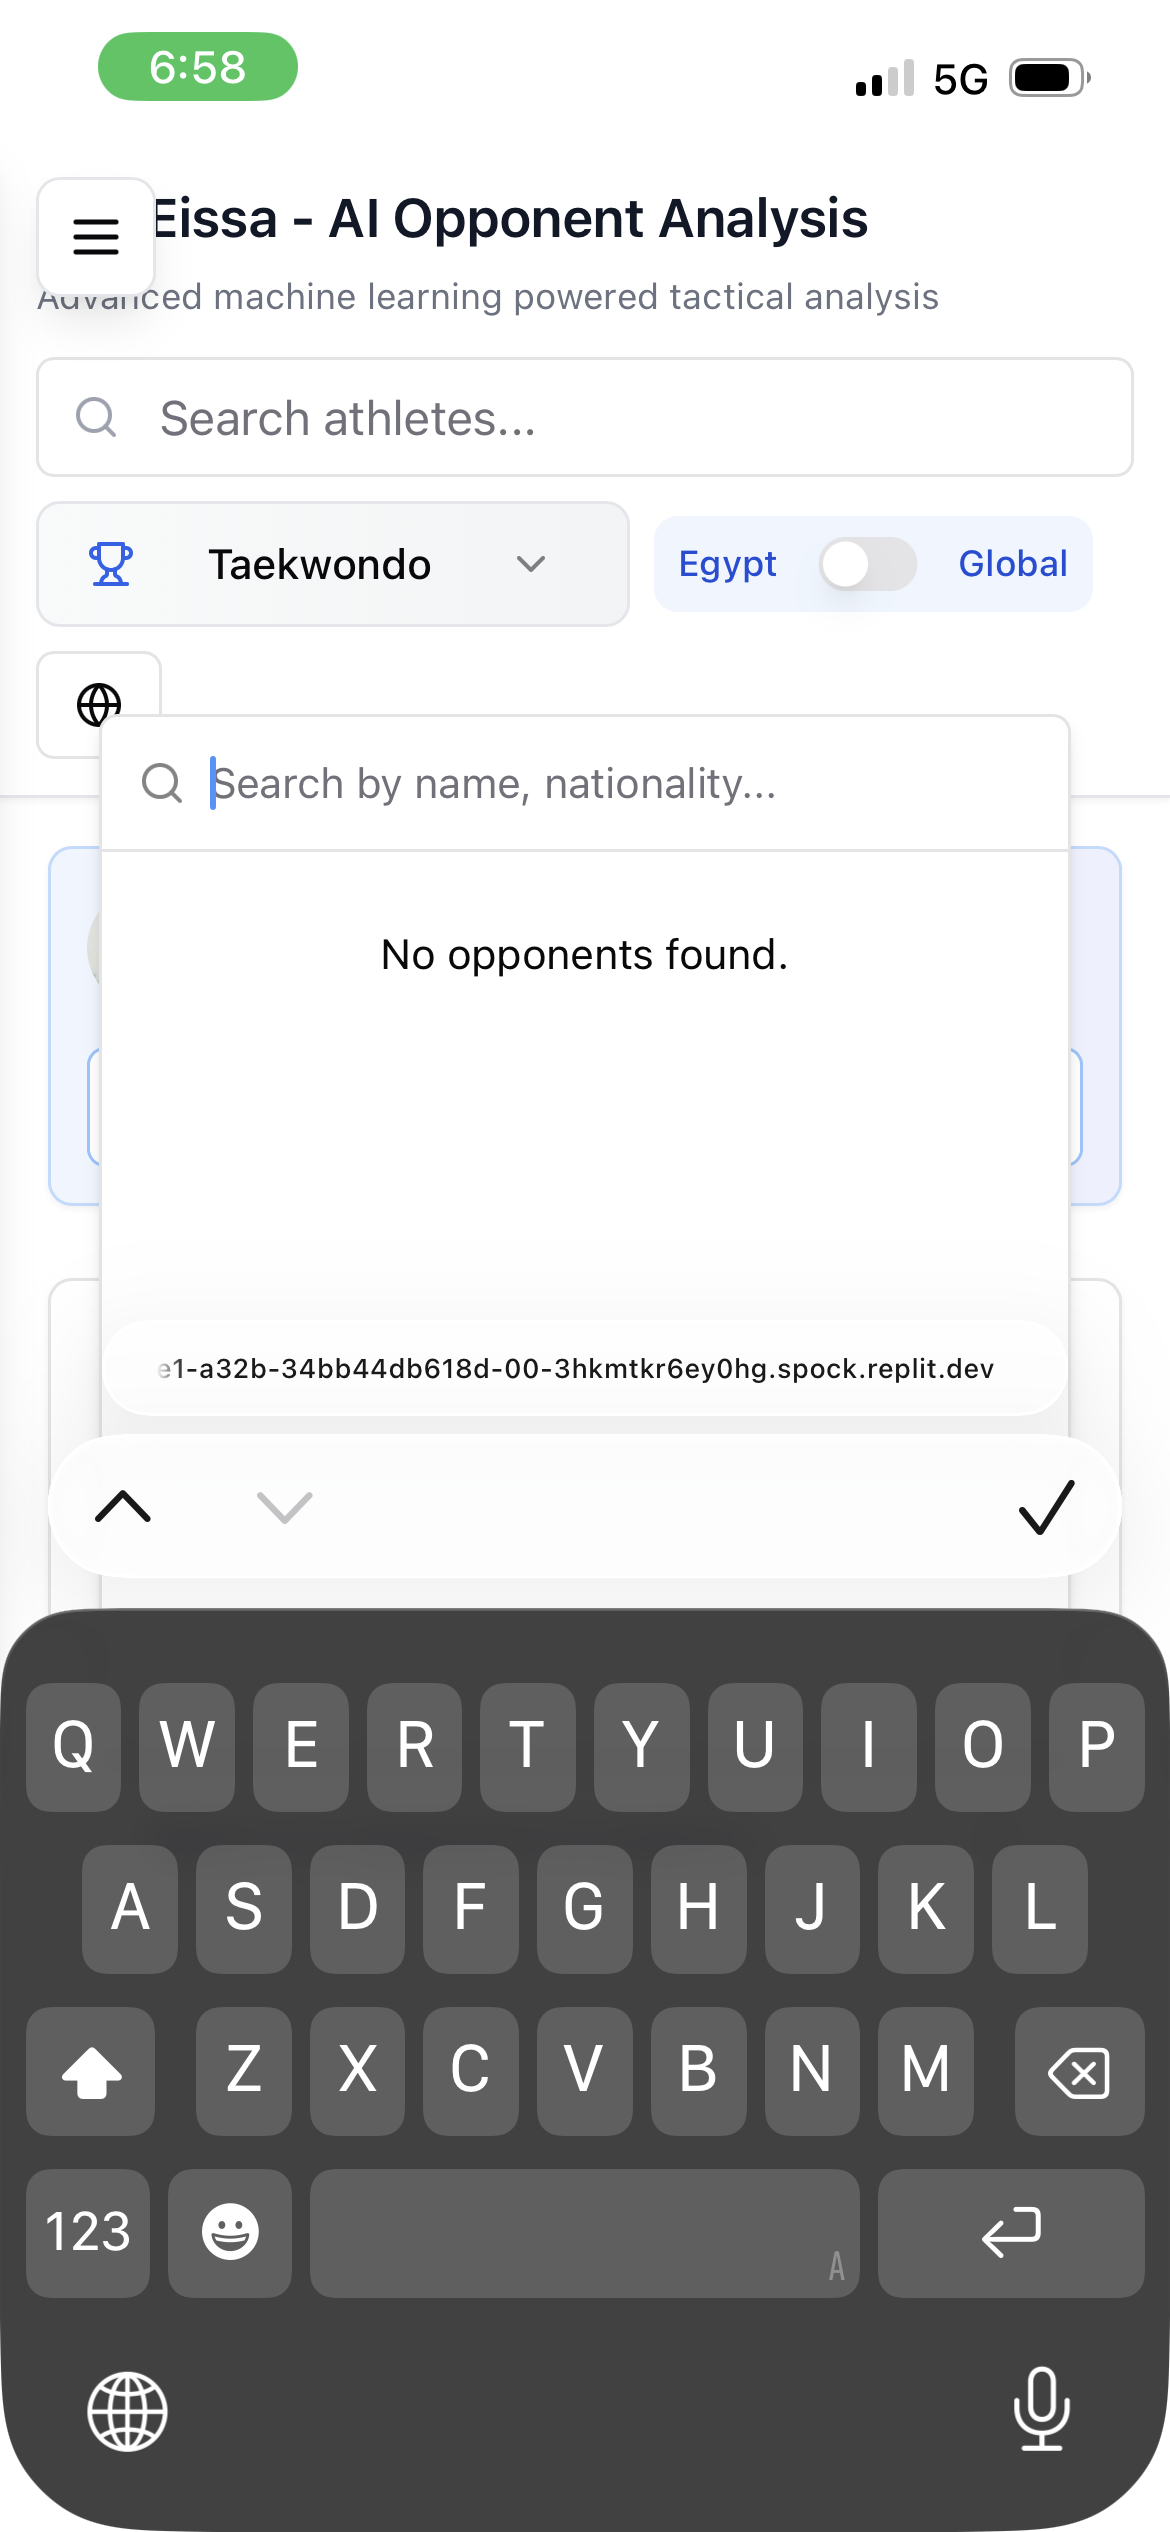 6:58
5G
Eissa - AI Opponent Analysis
Advanced machine learning powered tactical analysis
Search athletes...
Taekwondo
Egypt
Global
Search by name, nationality...
No opponents found.
e1-a32b-34bb44db618d-00-3hkmtkr6ey0hg.spock.replit.dev
Q W E R T Y U I O P
A S D F G H J K L
Z X C V B N M
123
A